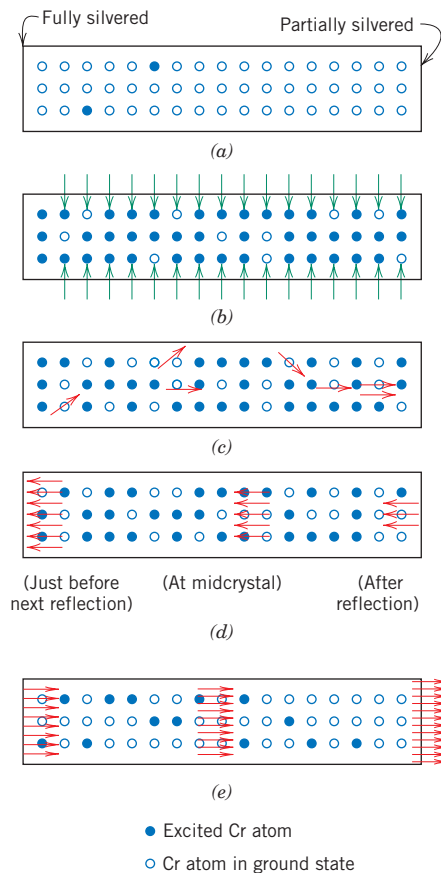 Fully silvered
Partially silvered
(a)
(b)
(c)
(Just before
next reflection)
(At midcrystal)
(After
reflection)
(d)
(e)
Excited Cr atom
Cr atom in ground state